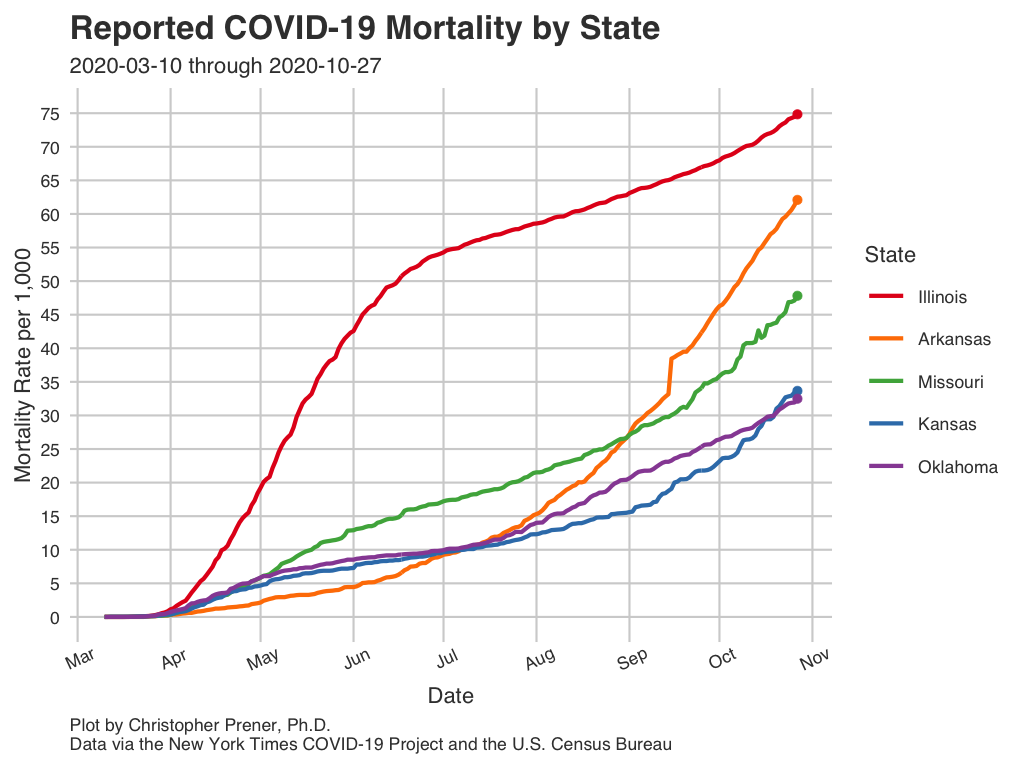 Reported COVID-19 Mortality by State
2020-03-10 through 2020-10-27
Mortality Rate per 1,000
75
70
65
60
55
50
45
40
35
30
25
20
15
10
5
0
Mar
Apr
May
Jun
Jul
Aug
Sep
Oct
Nov
Date
State
Illinois
Arkansas
Missouri
Kansas
Oklahoma
Plot by Christopher Prener, Ph.D.
Data via the New York Times COVID-19 Project and the U.S. Census Bureau